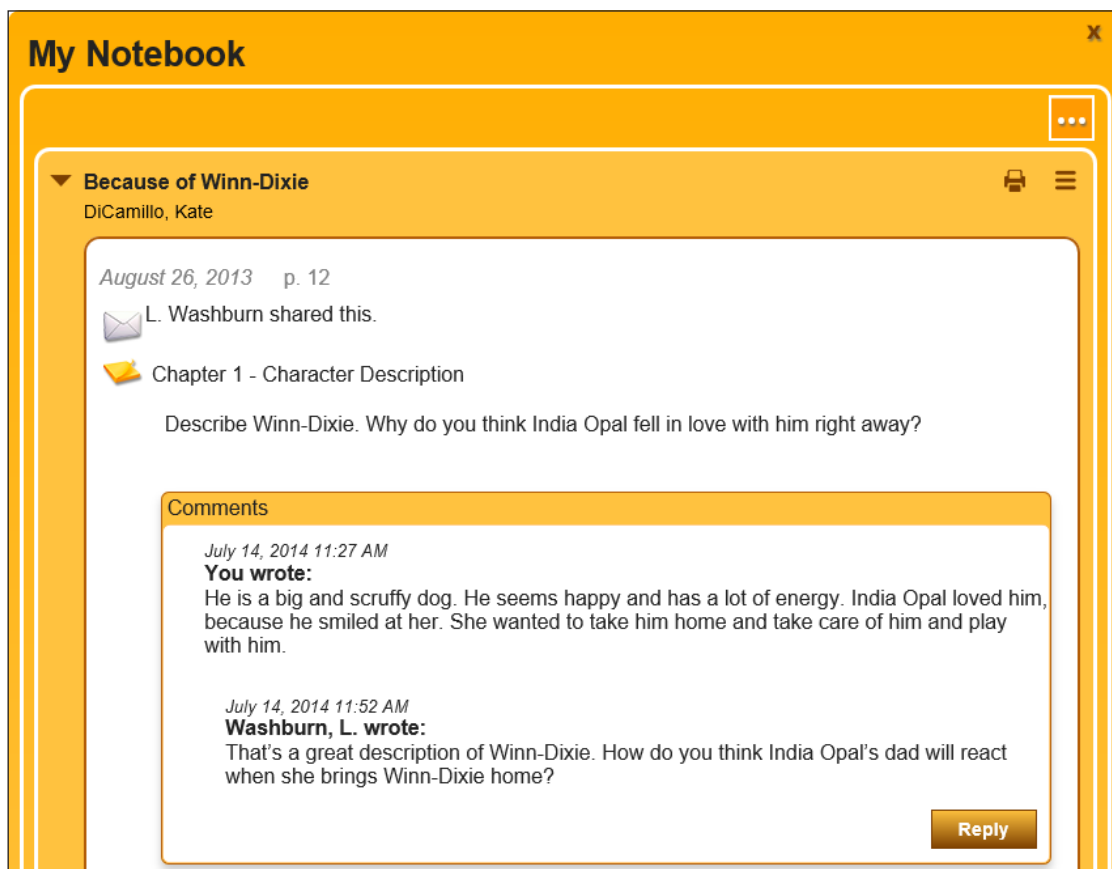 x
My Notebook
...
Because of Winn-Dixie
DiCamillo, Kate
August 26, 2013 p. 12
L. Washburn shared this.
Chapter 1 - Character Description
Describe Winn-Dixie. Why do you think India Opal fell in love with him right away?
Comments
July 14, 2014 11:27 AM
You wrote:
He is a big and scruffy dog. He seems happy and has a lot of energy. India Opal loved him,
because he smiled at her. She wanted to take him home and take care of him and play
with him.
July 14, 2014 11:52 AM
Washburn, L. wrote:
That’s a great description of Winn-Dixie. How do you think India Opal’s dad will react
when she brings Winn-Dixie home?
Reply